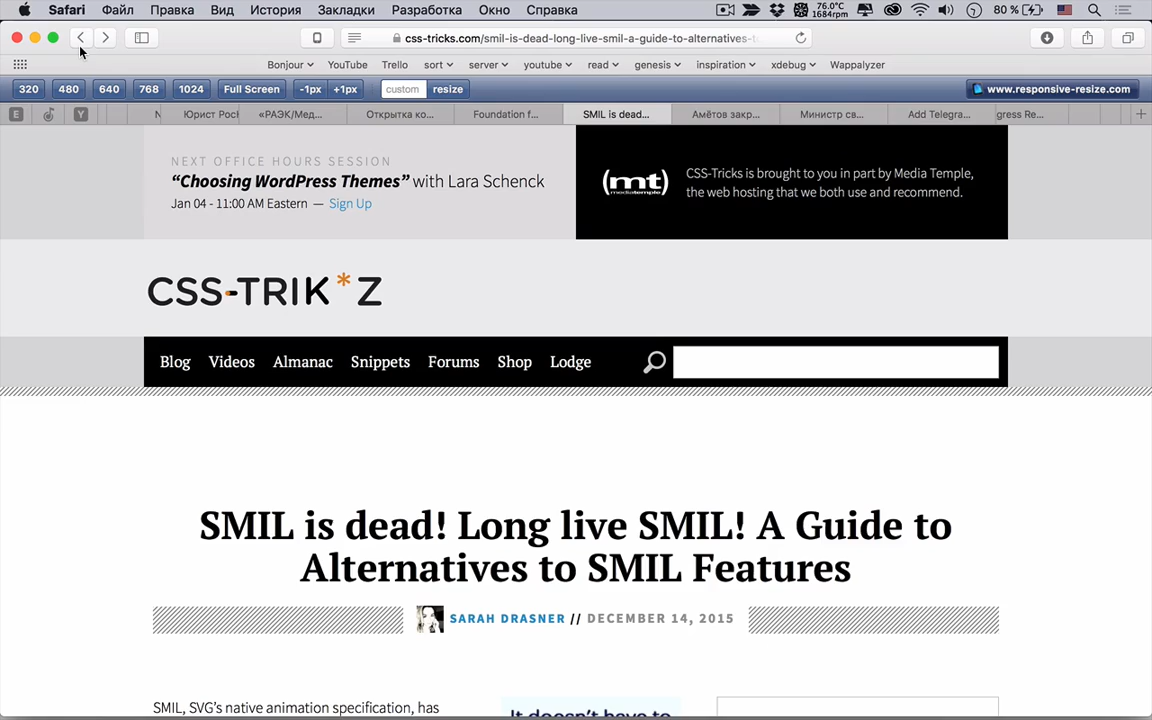 Safari Файл Правка Вид История Закладки Разработка Окно Справка 76.0°C 1684rpm 80 %
css-tricks.com/smil-is-dead-long-live-smil-a-guide-to-alternatives-t
Bonjour YouTube Trello sort server youtube read genesis inspiration xdebug Wappalyzer
320 480 640 768 1024 Full Screen -1px +1px custom resize www.responsive-resize.com
E Y Юрист Росі «РАЭК/Мед... Открытка ко... Foundation f... SMIL is dead... Амётов закр... Министр св... Add Telegra... gress Re...
NEXT OFFICE HOURS SESSION
“Choosing WordPress Themes” with Lara Schenck
Jan 04 - 11:00 AM Eastern — Sign Up
(mt) mediatemple
CSS-Tricks is brought to you in part by Media Temple,
the web hosting that we both use and recommend.
CSS-TRIK*Z
Blog Videos Almanac Snippets Forums Shop Lodge
SMIL is dead! Long live SMIL! A Guide to
Alternatives to SMIL Features
SARAH DRASNER // DECEMBER 14, 2015
SMIL, SVG’s native animation specification, has
It doesn’t have to